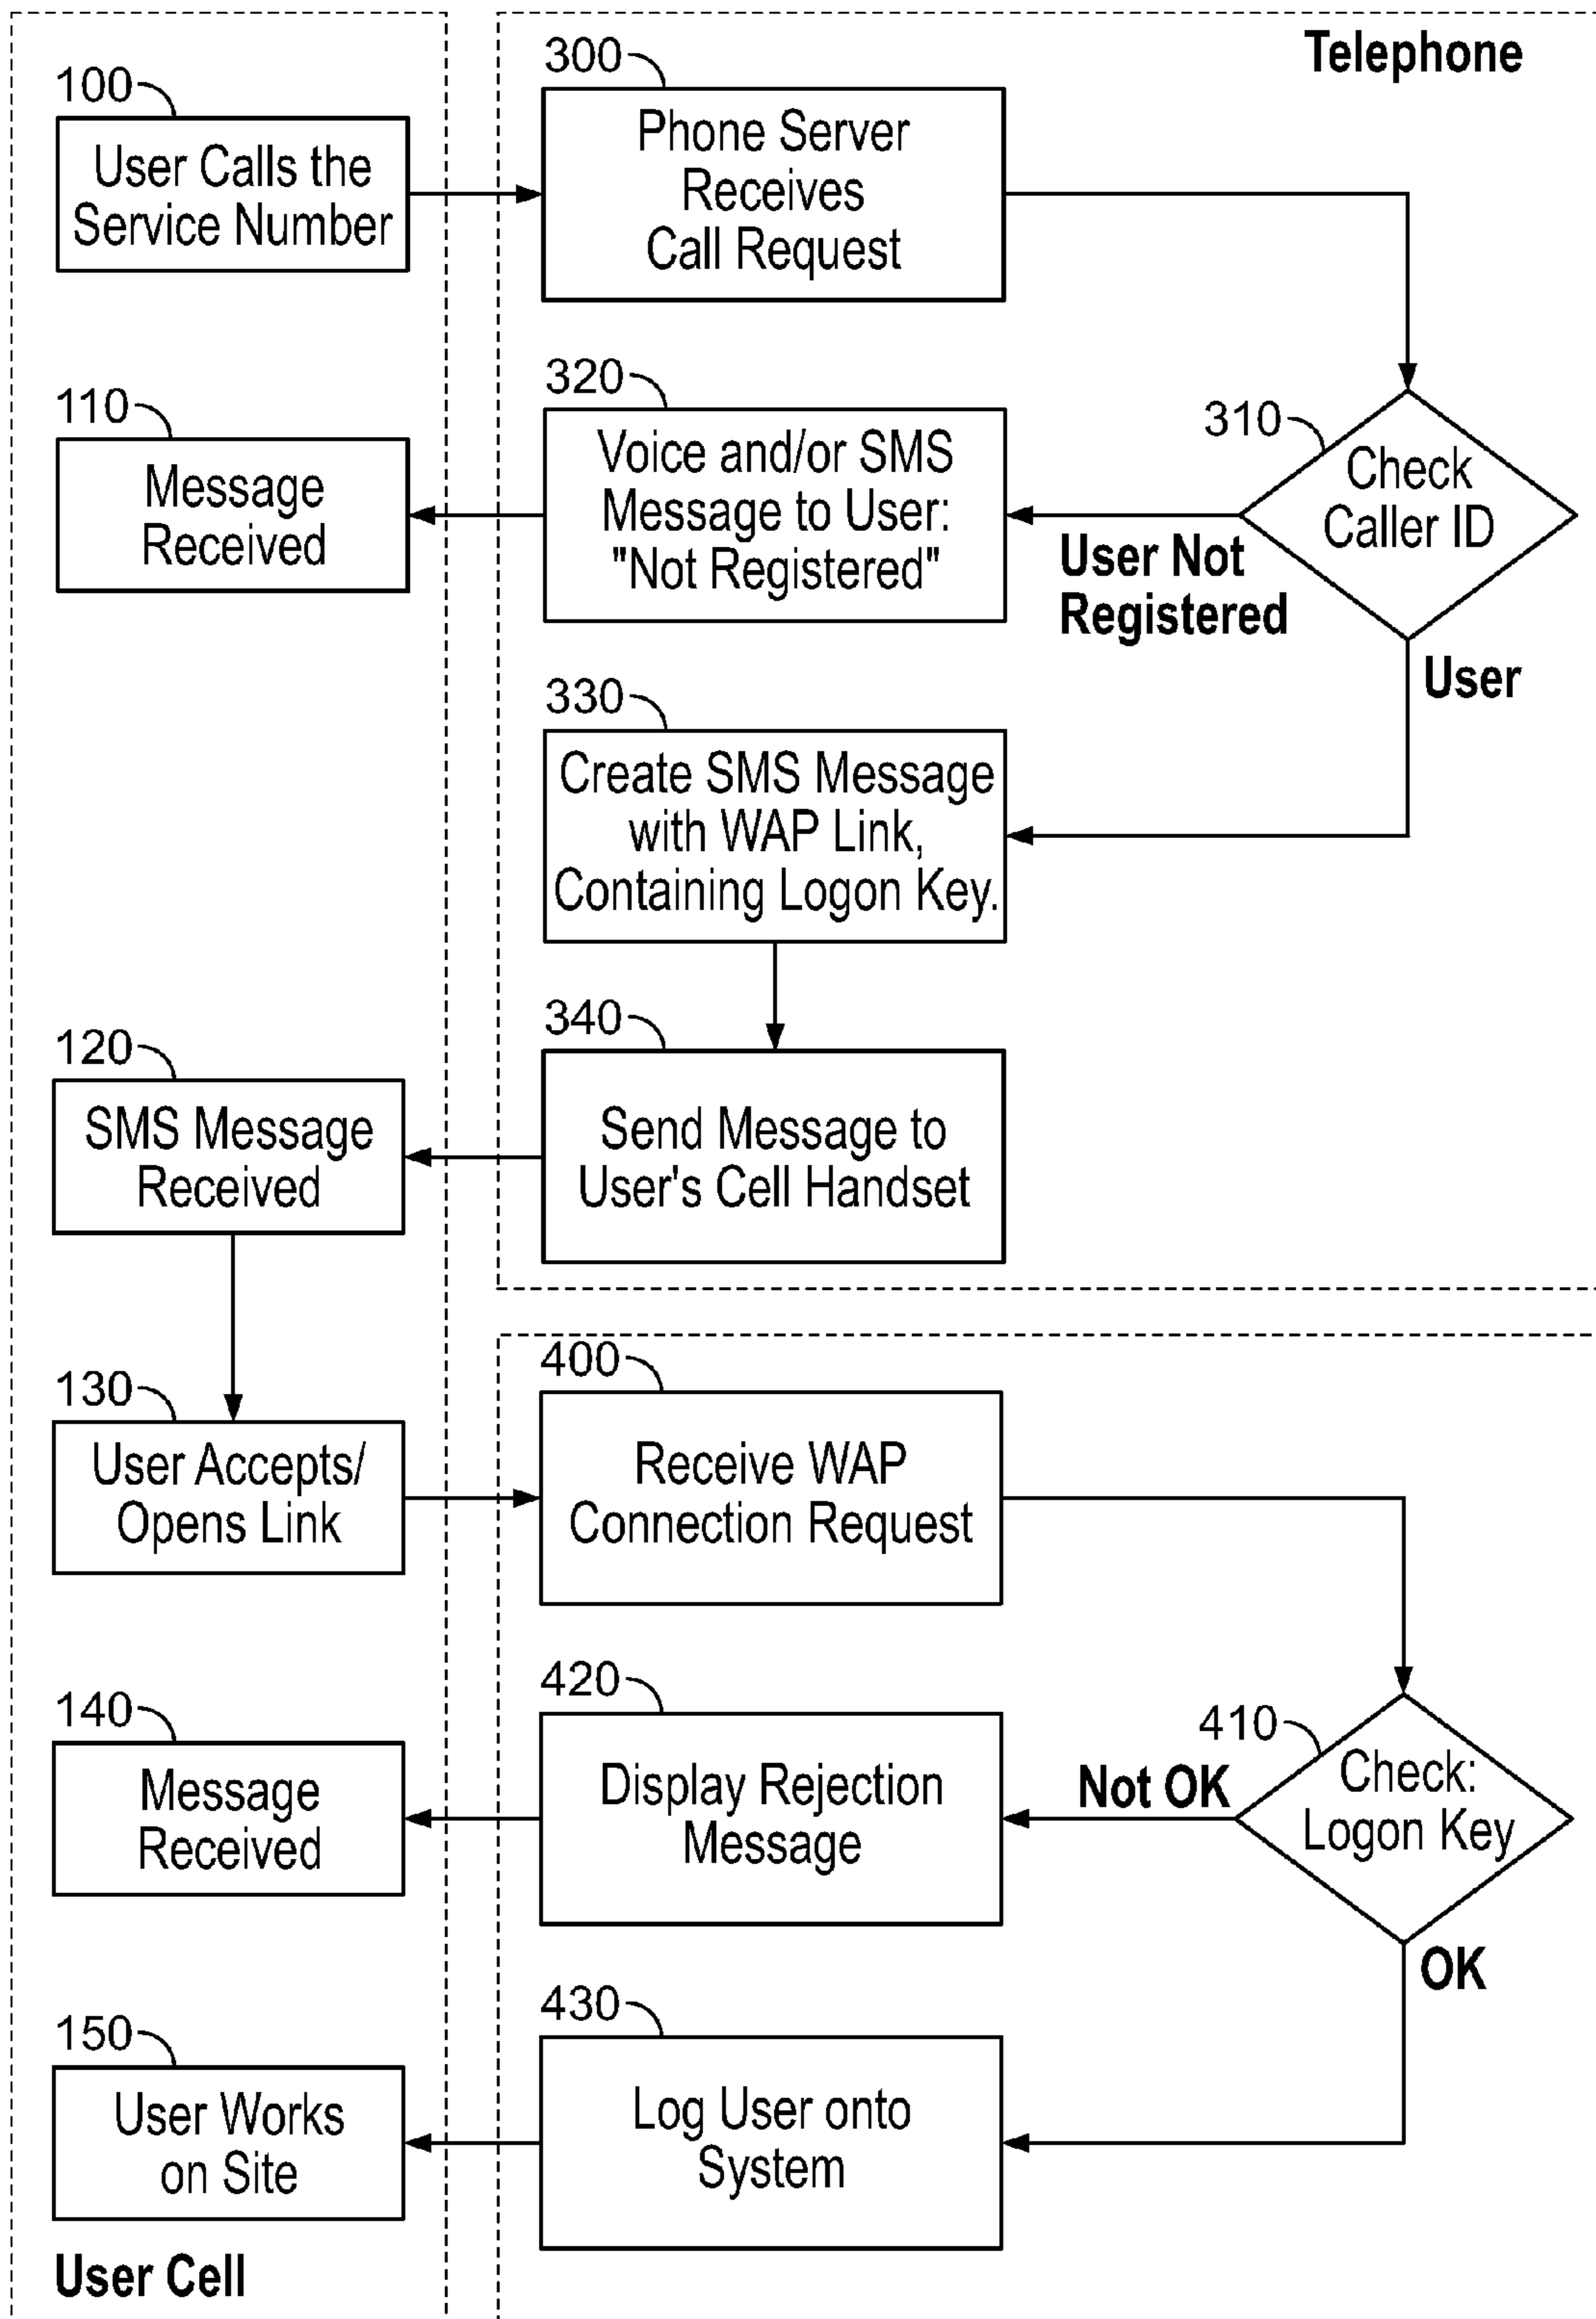 Telephone
100
User Calls the
Service Number
300
Phone Server
Receives
Call Request
110
Message
Received
320
Voice and/or SMS
Message to User:
"Not Registered"
310
Check
Caller ID
User Not
Registered
User
330
Create SMS Message
with WAP Link,
Containing Logon Key.
340
Send Message to
User's Cell Handset
120
SMS Message
Received
130
User Accepts/
Opens Link
400
Receive WAP
Connection Request
410
Check:
Logon Key
Not OK
OK
420
Display Rejection
Message
140
Message
Received
430
Log User onto
System
150
User Works
on Site
User Cell